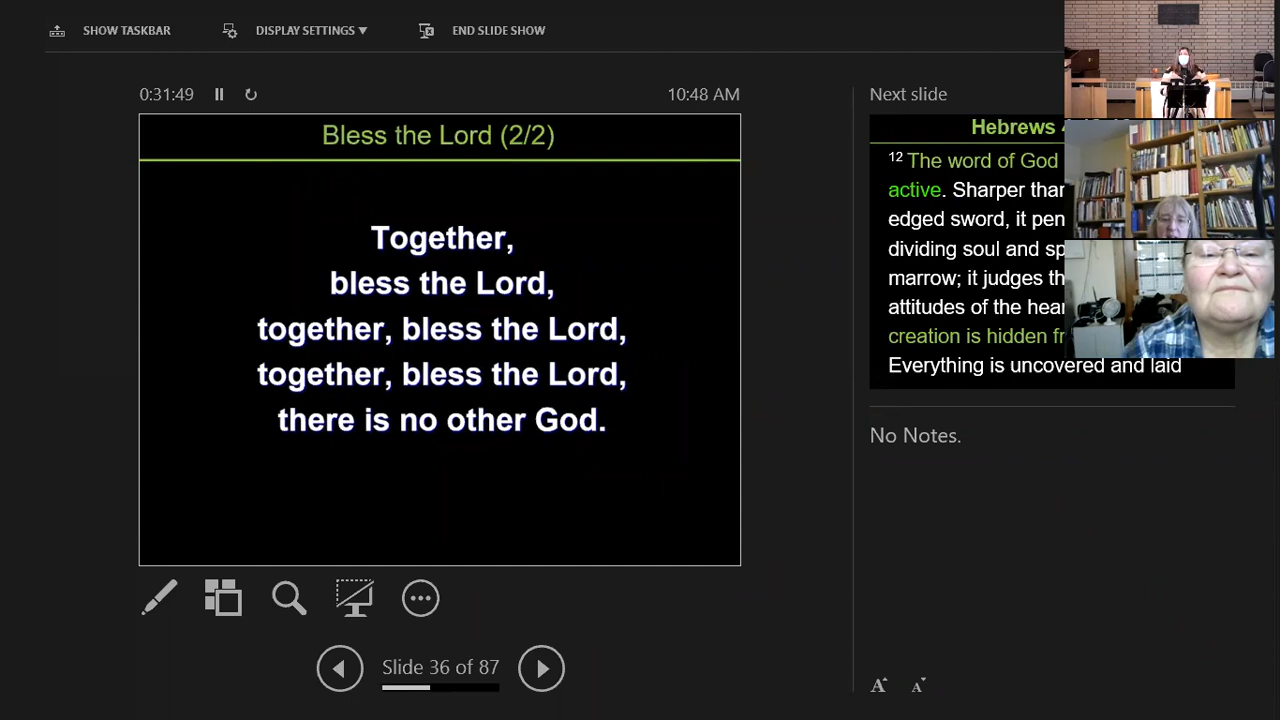 SHOW TASKBAR
DISPLAY SETTINGS ▼
END SLIDE SHOW
0:31:49
10:48 AM
Bless the Lord (2/2)
Together,
bless the Lord,
together, bless the Lord,
together, bless the Lord,
there is no other God.
Slide 36 of 87
Next slide
Hebrews
12 The word of God
active. Sharper than
edged sword, it pen
dividing soul and sp
marrow; it judges th
attitudes of the hear
creation is hidden fr
Everything is uncovered and laid
No Notes.
A A